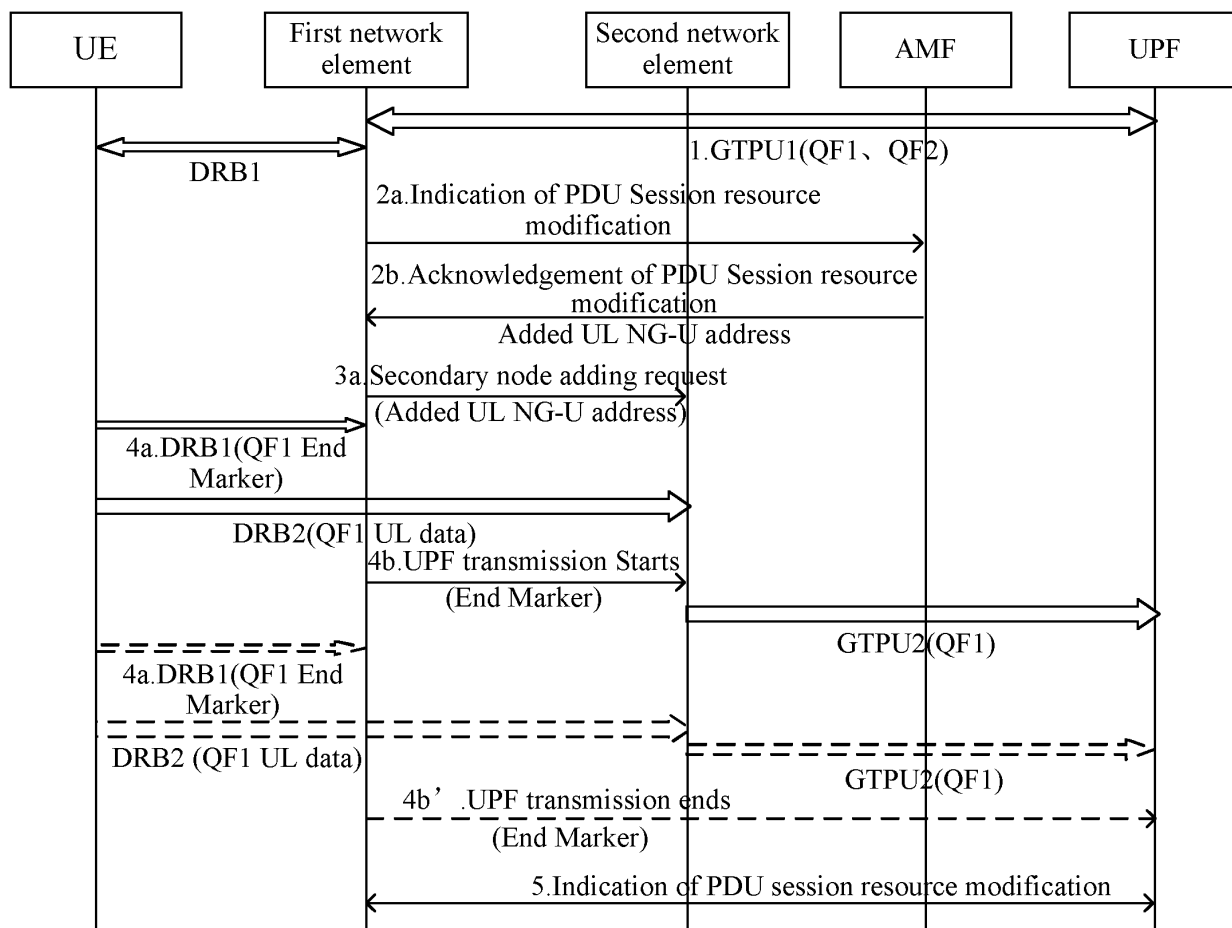 UE
First network
element
Second network
element
AMF
UPF
DRB1
1.GTPU1(QF1、QF2)
2a.Indication of PDU Session resource
modification
2b.Acknowledgement of PDU Session resource
modification
Added UL NG-U address
3a.Secondary node adding request
(Added UL NG-U address)
4a.DRB1(QF1 End
Marker)
DRB2(QF1 UL data)
4b.UPF transmission Starts
(End Marker)
GTPU2(QF1)
4a.DRB1(QF1 End
Marker)
DRB2 (QF1 UL data)
GTPU2(QF1)
4b’.UPF transmission ends
(End Marker)
5.Indication of PDU session resource modification